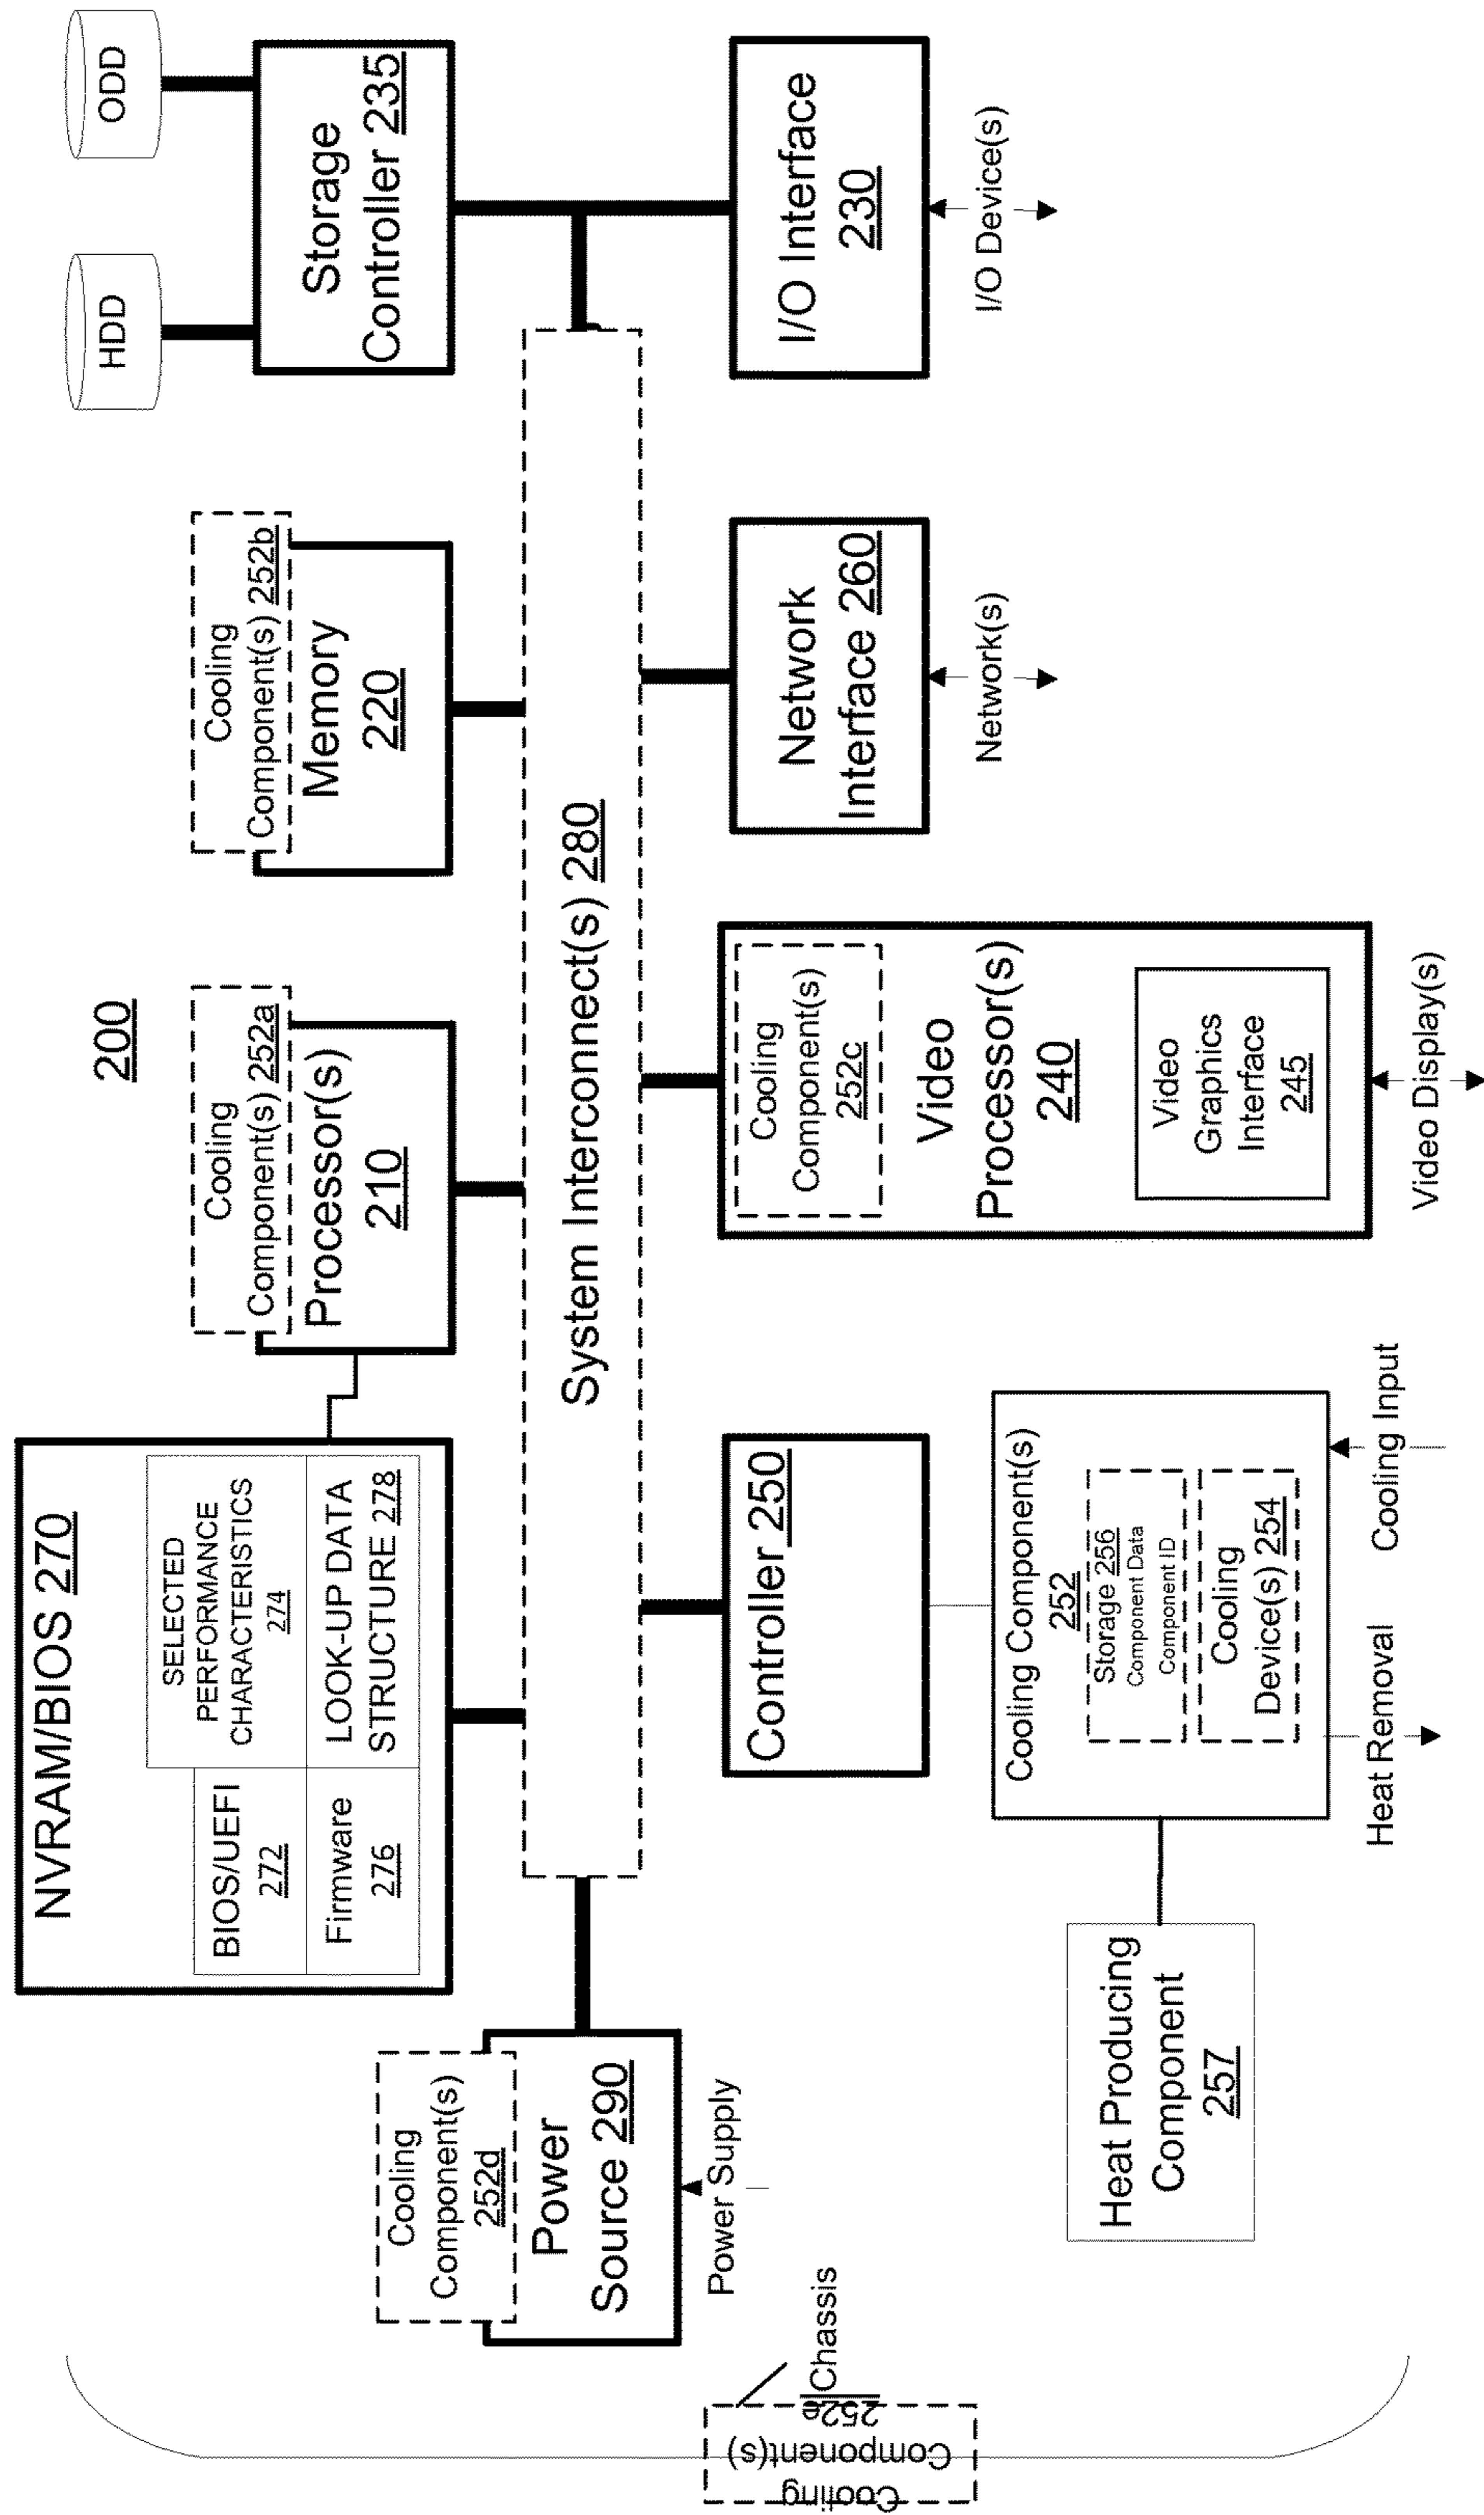 200
NVRAM/BIOS 270
BIOS/UEFI
272
SELECTED
PERFORMANCE
CHARACTERISTICS
274
Firmware
276
LOOK-UP DATA
STRUCTURE 278
Cooling
Component(s) 252a
Processor(s)
210
Cooling
Component(s) 252b
Memory
220
HDD
ODD
Storage
Controller 235
Cooling
Component(s)
252d
Power
Source 290
Power Supply
System Interconnect(s) 280
Controller 250
Cooling Component(s)
252
Storage 256
Component Data
Component ID
Cooling
Device(s) 254
Heat Removal
Cooling Input
Heat Producing
Component
257
Cooling
Component(s)
252c
Video
Processor(s)
240
Video
Graphics
Interface
245
Video Display(s)
Network
Interface 260
Network(s)
I/O Interface
230
I/O Device(s)
Chassis
Cooling
Component(s)
252e